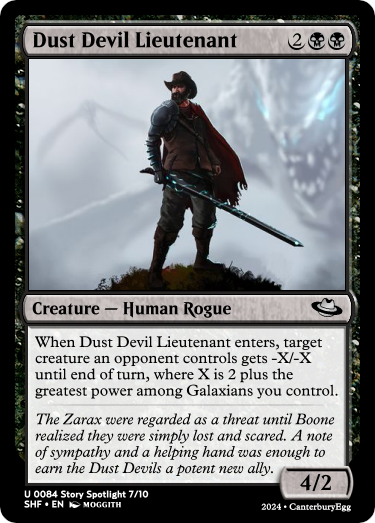 Dust Devil Lieutenant 2
Creature — Human Rogue
When Dust Devil Lieutenant enters, target
creature an opponent controls gets -X/-X
until end of turn, where X is 2 plus the
greatest power among Galaxians you control.
The Zarax were regarded as a threat until Boone
realized they were simply lost and scared. A note
of sympathy and a helping hand was enough to
earn the Dust Devils a potent new ally.
4/2
U 0084 Story Spotlight 7/10
SHF • EN MOGGITH
2024 • CanterburyEgg